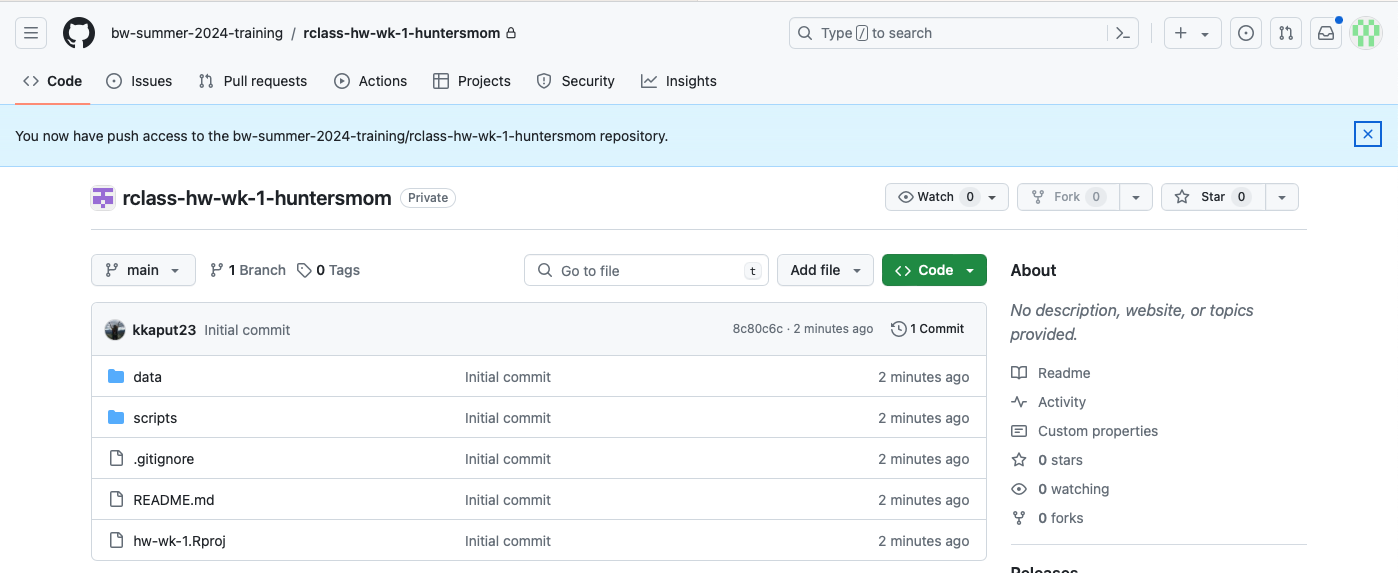 bw-summer-2024-training / rclass-hw-wk-1-huntersmom
Type / to search
Code Issues Pull requests Actions Projects Security Insights
You now have push access to the bw-summer-2024-training/rclass-hw-wk-1-huntersmom repository.
rclass-hw-wk-1-huntersmom Private
Watch 0 Fork 0 Star 0
main 1 Branch 0 Tags Go to file t Add file Code
kkaput23 Initial commit 8c80c6c · 2 minutes ago 1 Commit
data Initial commit 2 minutes ago
scripts Initial commit 2 minutes ago
.gitignore Initial commit 2 minutes ago
README.md Initial commit 2 minutes ago
hw-wk-1.Rproj Initial commit 2 minutes ago
About
No description, website, or topics
provided.
Readme
Activity
Custom properties
0 stars
0 watching
0 forks
Releases